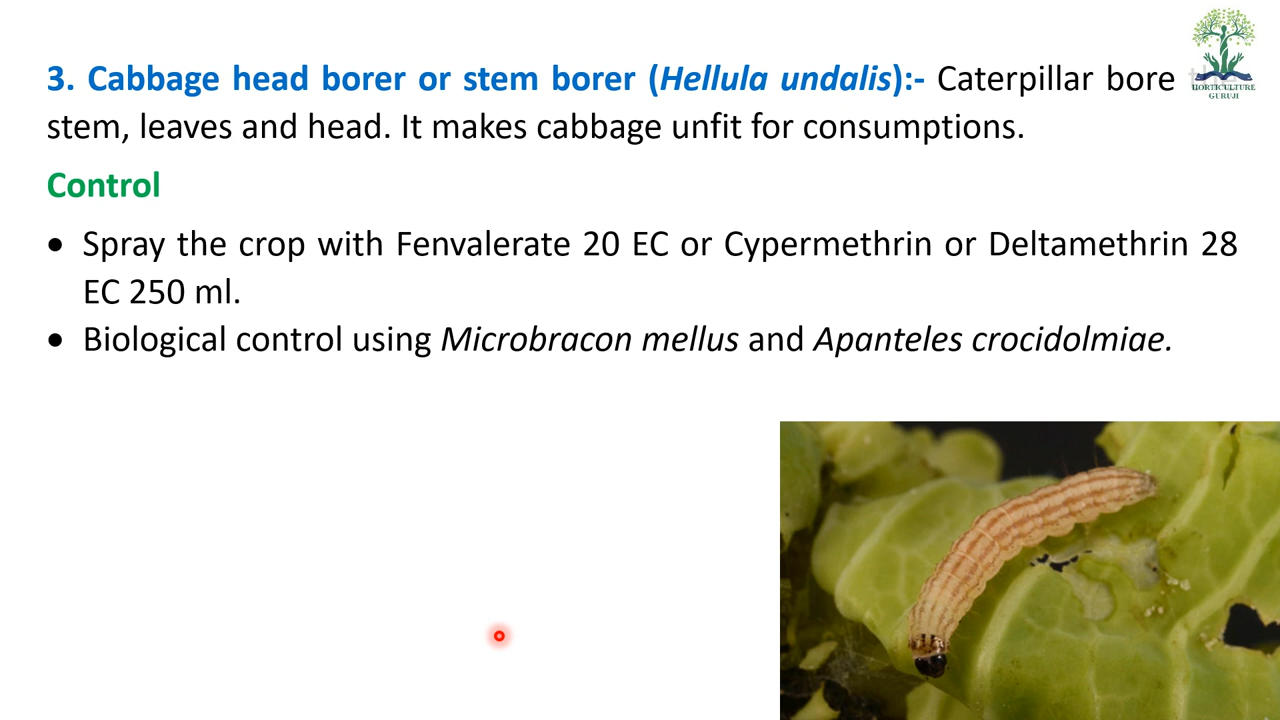 3. Cabbage head borer or stem borer (Hellula undalis):- Caterpillar bore the
stem, leaves and head. It makes cabbage unfit for consumptions.
Control
• Spray the crop with Fenvalerate 20 EC or Cypermethrin or Deltamethrin 28
EC 250 ml.
• Biological control using Microbracon mellus and Apanteles crocidolmiae.
HORTICULTURE
GURUJI